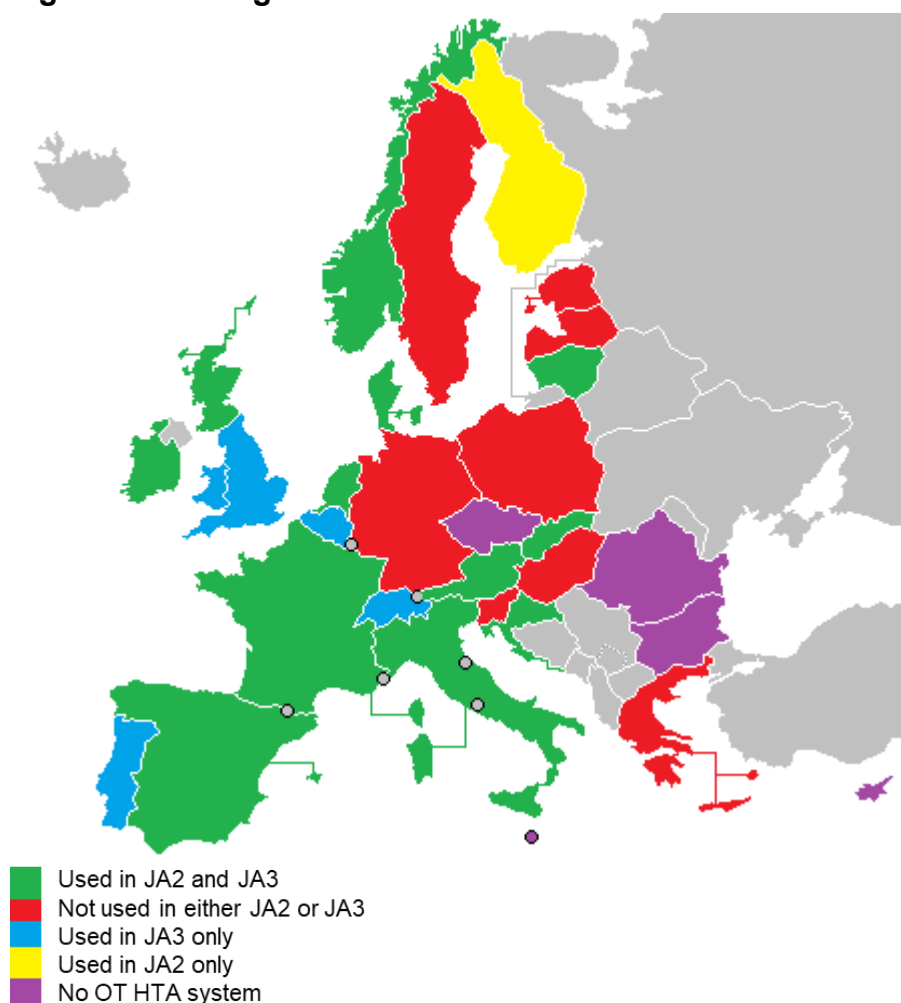 Used in JA2 and JA3
Not used in either JA2 or JA3
Used in JA3 only
Used in JA2 only
No OT HTA system